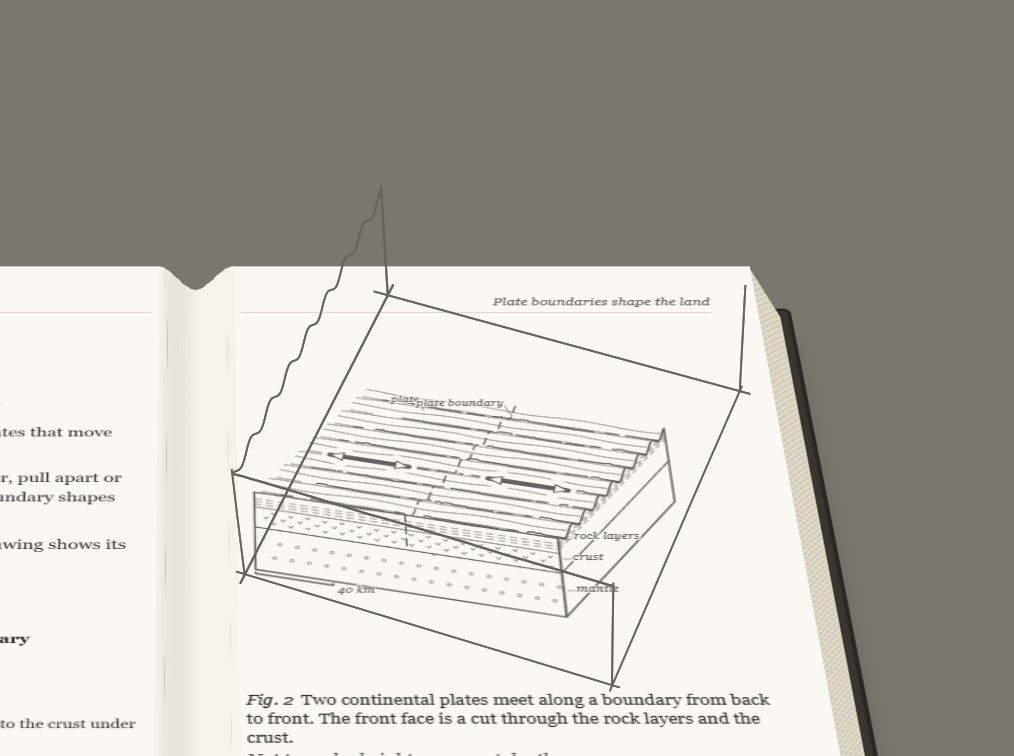 ates that move
r, pull apart or
undary shapes
awing shows its
ary
to the crust under
Plate boundaries shape the land
plate
plate boundary
rock layers
crust
mantle
40 km
Fig. 2 Two continental plates meet along a boundary from back
to front. The front face is a cut through the rock layers and the
crust.